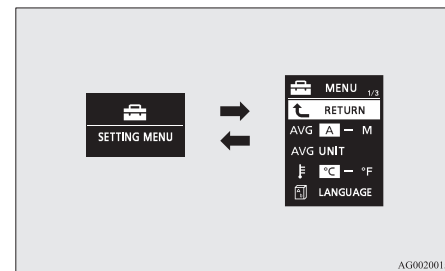 SETTING MENU
MENU 1/3
RETURN
AVG A – M
AVG UNIT
°C – °F
LANGUAGE
AG002001